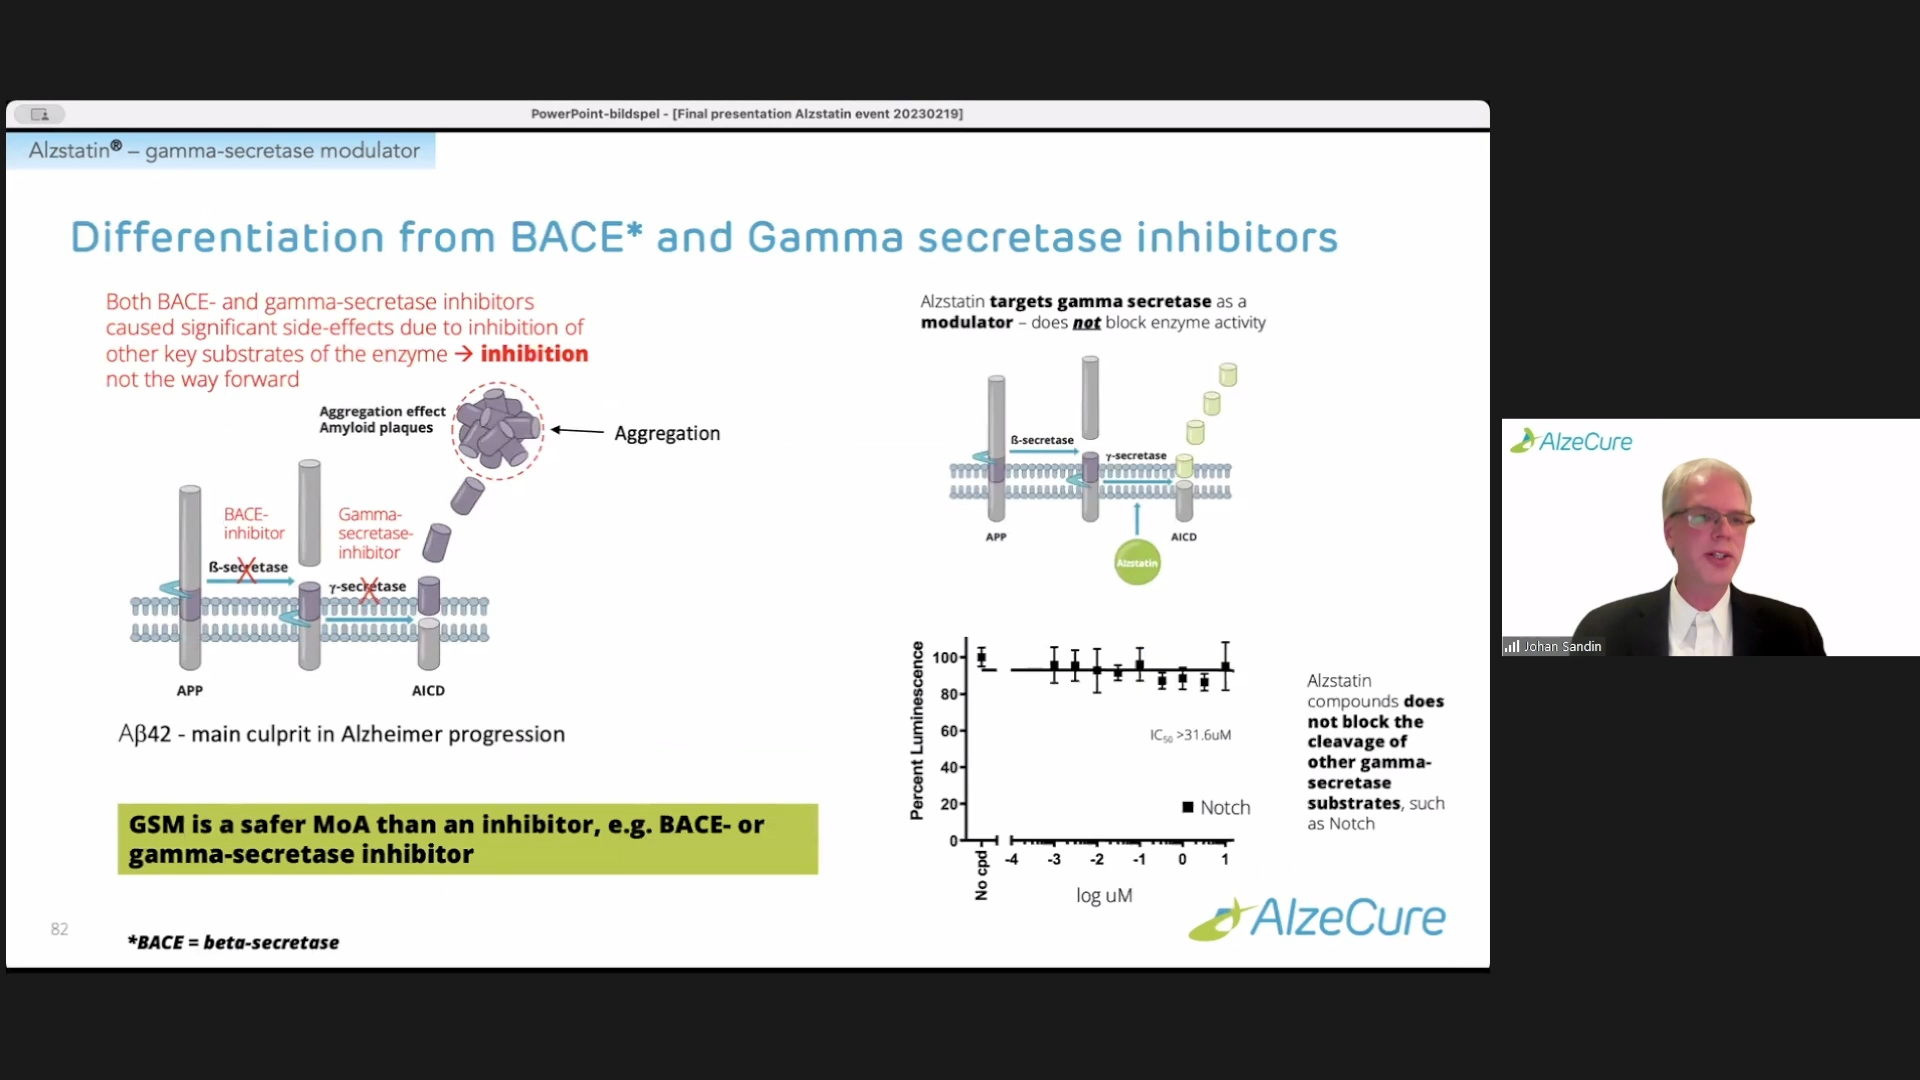 PowerPoint-bildspel - [Final presentation Alzstatin event 20230219]
Alzstatin® – gamma-secretase modulator
Differentiation from BACE* and Gamma secretase inhibitors
Both BACE- and gamma-secretase inhibitors
caused significant side-effects due to inhibition of
other key substrates of the enzyme → inhibition
not the way forward
Aggregation effect
Amyloid plaques
Aggregation
BACE-
inhibitor
Gamma-
secretase-
inhibitor
ß-secretase
γ-secretase
APP
AICD
Aβ42 - main culprit in Alzheimer progression
GSM is a safer MoA than an inhibitor, e.g. BACE- or
gamma-secretase inhibitor
82
*BACE = beta-secretase
Alzstatin targets gamma secretase as a
modulator – does not block enzyme activity
ß-secretase
γ-secretase
APP
AICD
Alzstatin
Percent Luminescence
100
80
60
40
20
0
IC50 >31.6uM
Notch
No cpd
-4 -3 -2 -1 0 1
log uM
Alzstatin
compounds does
not block the
cleavage of
other gamma-
secretase
substrates, such
as Notch
AlzeCure
AlzeCure
Johan Sandin